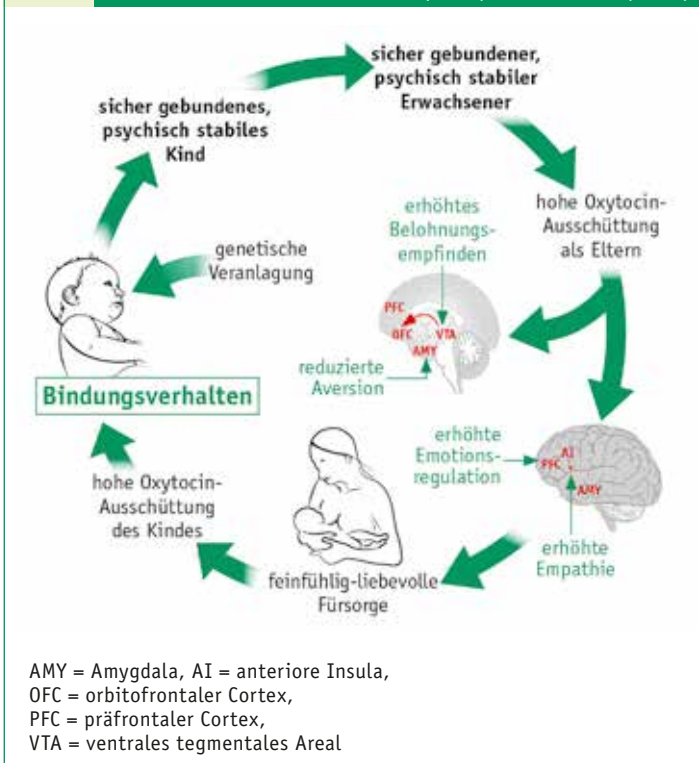 sicher gebundener,
psychisch stabiler
Erwachsener
sicher gebundenes,
psychisch stabiles
Kind
hohe Oxytocin-
Ausschüttung
als Eltern
erhöhtes
Belohnungs-
empfinden
genetische
Veranlagung
PFC
OFC
VTA
AMY
reduzierte
Aversion
Bindungsverhalten
erhöhte
Emotions-
regulation
AI
PFC
AMY
erhöhte
Empathie
hohe Oxytocin-
Ausschüttung
des Kindes
feinfühlig-liebevolle
Fürsorge
AMY = Amygdala, AI = anteriore Insula,
OFC = orbitofrontaler Cortex,
PFC = präfrontaler Cortex,
VTA = ventrales tegmentales Areal